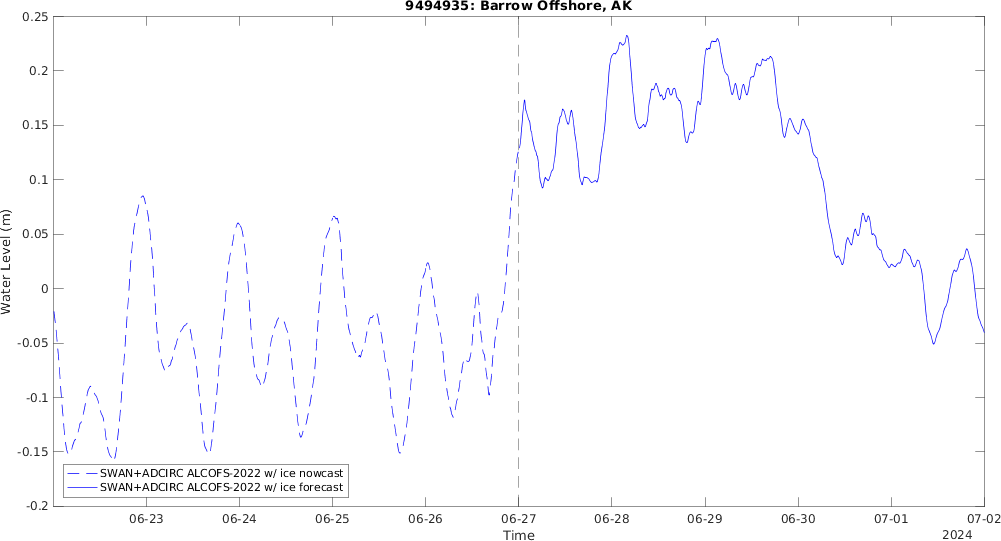 9494935: Barrow Offshore, AK
0.25
0.2
0.15
0.1
0.05
0
-0.05
-0.1
-0.15
-0.2
Water Level (m)
SWAN+ADCIRC ALCOFS-2022 w/ ice nowcast
SWAN+ADCIRC ALCOFS-2022 w/ ice forecast
06-23 06-24 06-25 06-26 06-27 06-28 06-29 06-30 07-01 07-02
Time
2024